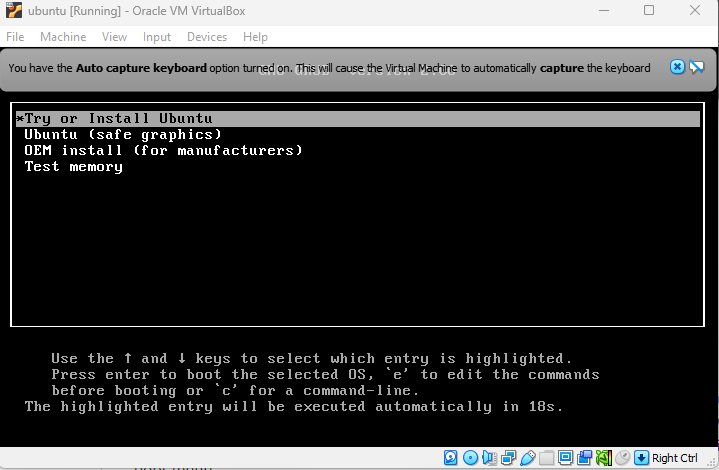 ubuntu [Running] - Oracle VM VirtualBox
File Machine View Input Devices Help
You have the Auto capture keyboard option turned on. This will cause the Virtual Machine to automatically capture the keyboard
*Try or Install Ubuntu
Ubuntu (safe graphics)
OEM install (for manufacturers)
Test memory
Use the ↑ and ↓ keys to select which entry is highlighted.
Press enter to boot the selected OS, `e' to edit the commands
before booting or `c' for a command-line.
The highlighted entry will be executed automatically in 18s.
Right Ctrl